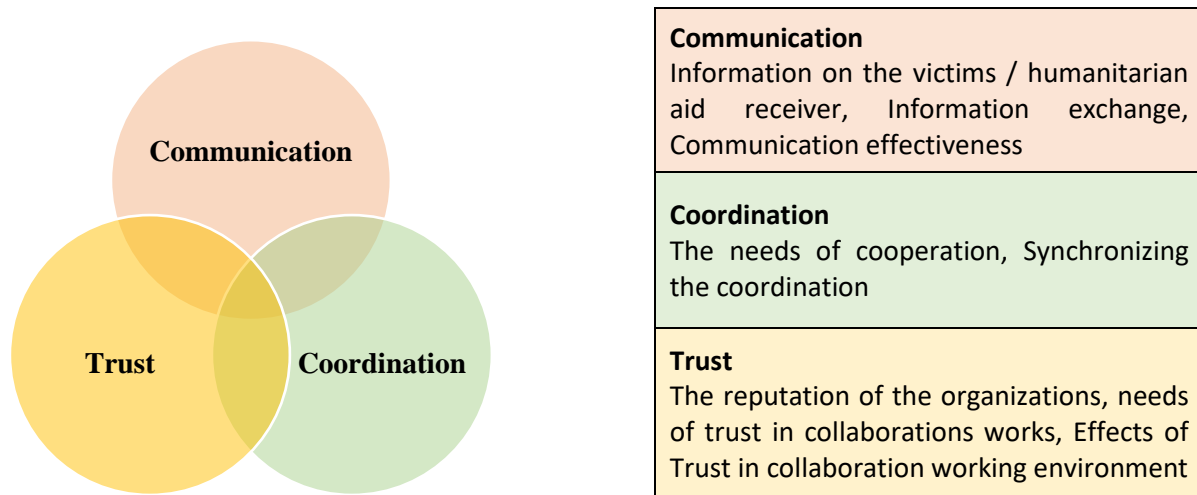 Communication
Trust
Coordination
Communication
Information on the victims / humanitarian
aid receiver, Information exchange,
Communication effectiveness
Coordination
The needs of cooperation, Synchronizing
the coordination
Trust
The reputation of the organizations, needs
of trust in collaborations works, Effects of
Trust in collaboration working environment